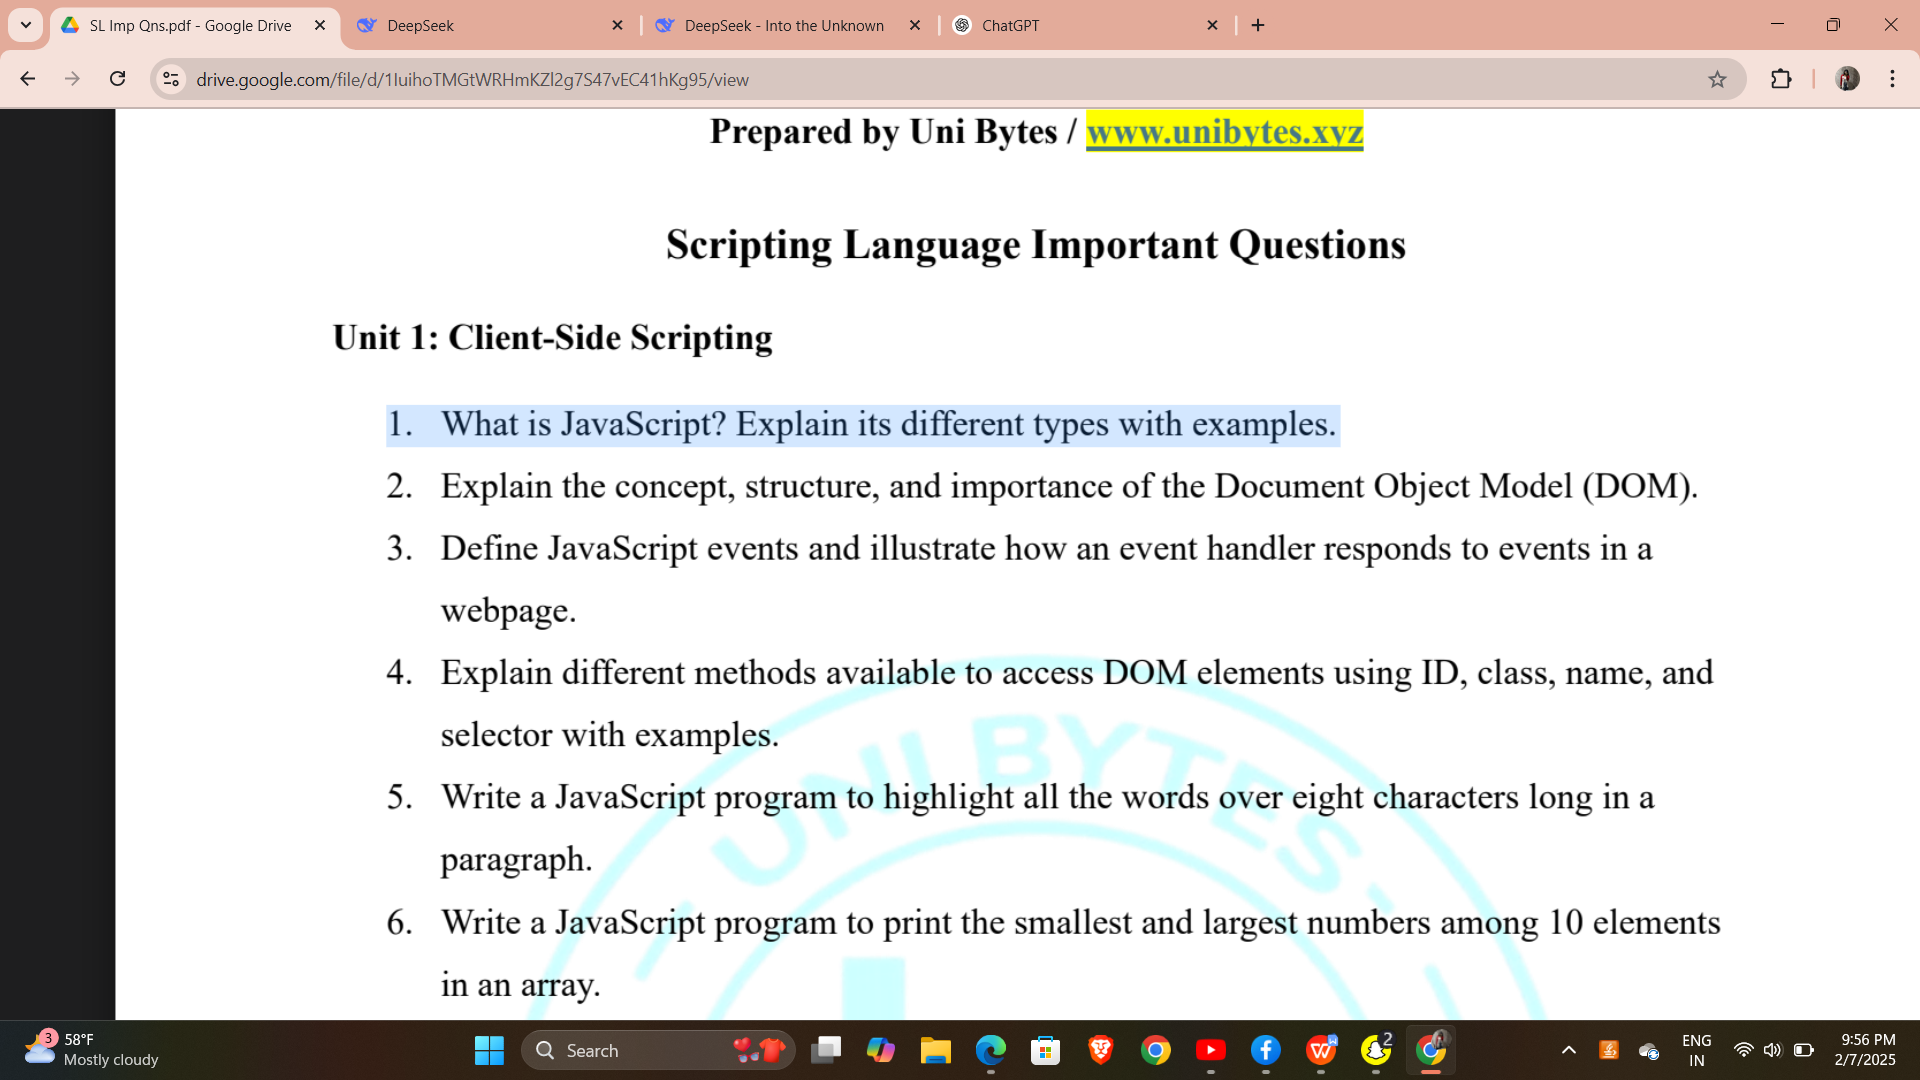 SL Imp Qns.pdf - Google Drive
DeepSeek
DeepSeek - Into the Unknown
ChatGPT
drive.google.com/file/d/1IuihoTMGtWRHmKZl2g7S47vEC41hKg95/view
Prepared by Uni Bytes / www.unibytes.xyz
Scripting Language Important Questions
Unit 1: Client-Side Scripting
1. What is JavaScript? Explain its different types with examples.
2. Explain the concept, structure, and importance of the Document Object Model (DOM).
3. Define JavaScript events and illustrate how an event handler responds to events in a
webpage.
4. Explain different methods available to access DOM elements using ID, class, name, and
selector with examples.
5. Write a JavaScript program to highlight all the words over eight characters long in a
paragraph.
6. Write a JavaScript program to print the smallest and largest numbers among 10 elements
in an array.
UNI BYTES
3
58°F
Mostly cloudy
Search
2
ENG
IN
9:56 PM
2/7/2025